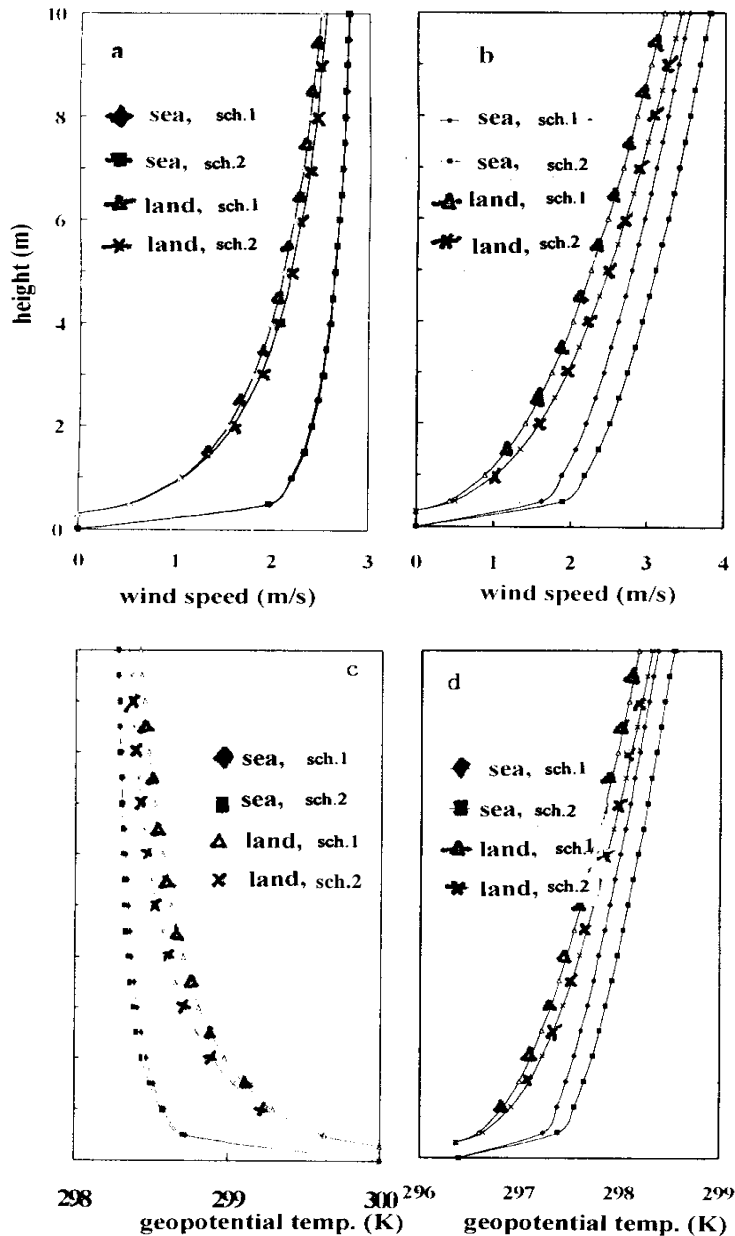 a
sea, sch.1
sea, sch.2
land, sch.1
land, sch.2
10
8
6
4
2
0
height (m)
0 1 2 3
wind speed (m/s)
b
sea, sch.1 -
sea, sch.2
land, sch.1
land, sch.2
0 1 2 3 4
wind speed (m/s)
c
sea, sch.1
sea, sch.2
land, sch.1
land, sch.2
298 299 300
geopotential temp. (K)
d
sea, sch.1
sea, sch.2
land, sch.1
land, sch.2
296 297 298 299
geopotential temp. (K)